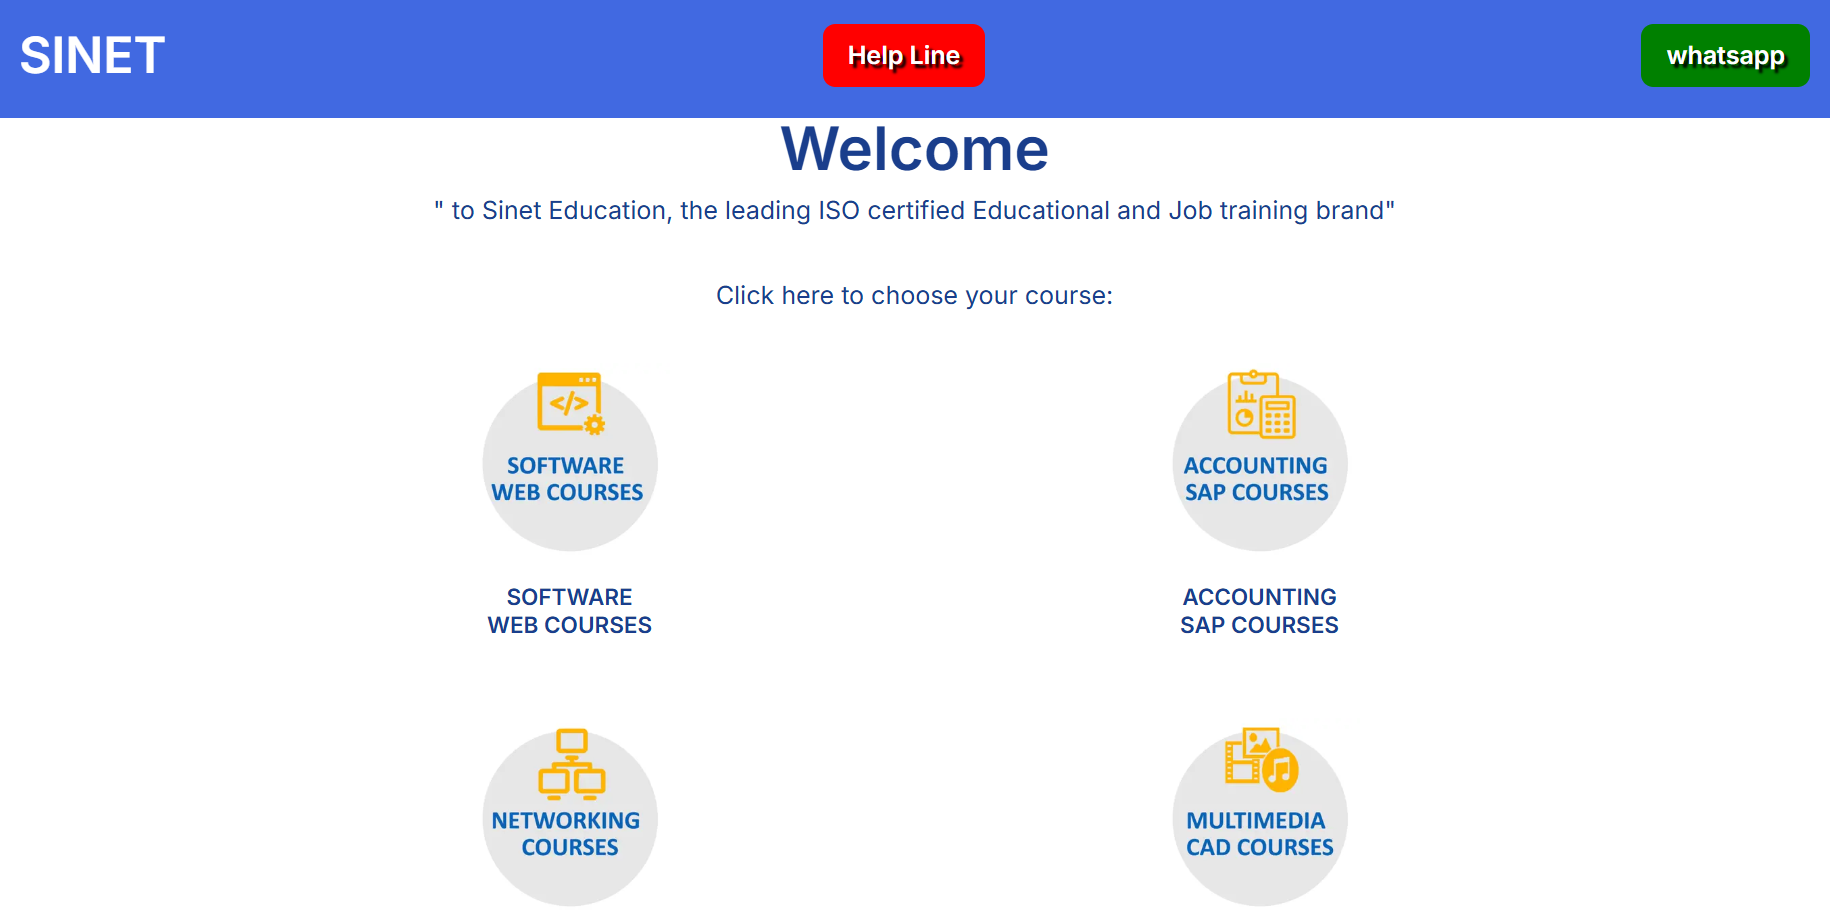 SINET
Help Line
whatsapp
Welcome
" to Sinet Education, the leading ISO certified Educational and Job training brand"
Click here to choose your course:
</>
SOFTWARE
WEB COURSES
ACCOUNTING
SAP COURSES
SOFTWARE
WEB COURSES
ACCOUNTING
SAP COURSES
NETWORKING
COURSES
MULTIMEDIA
CAD COURSES